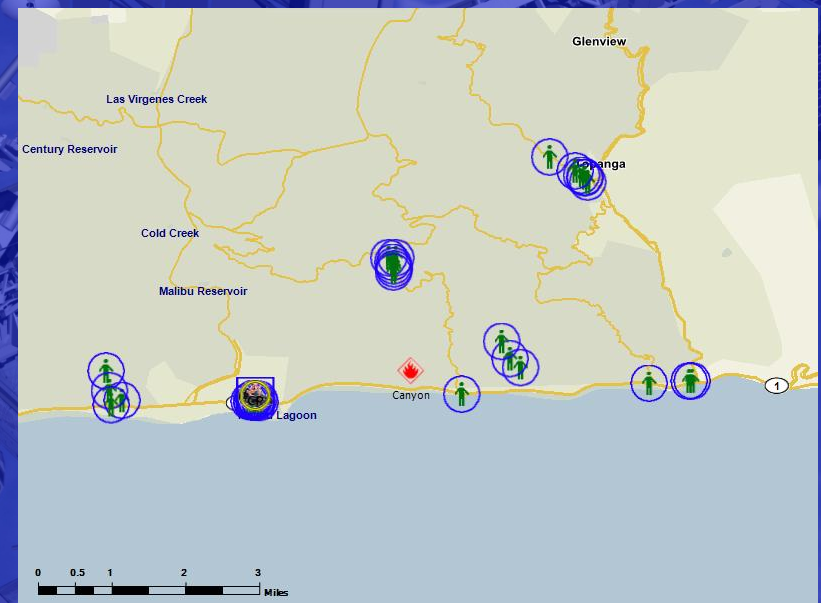 Glenview
Las Virgenes Creek
Century Reservoir
Topanga
Cold Creek
Malibu Reservoir
Canyon
1
Lagoon
0 0.5 1 2 3
Miles